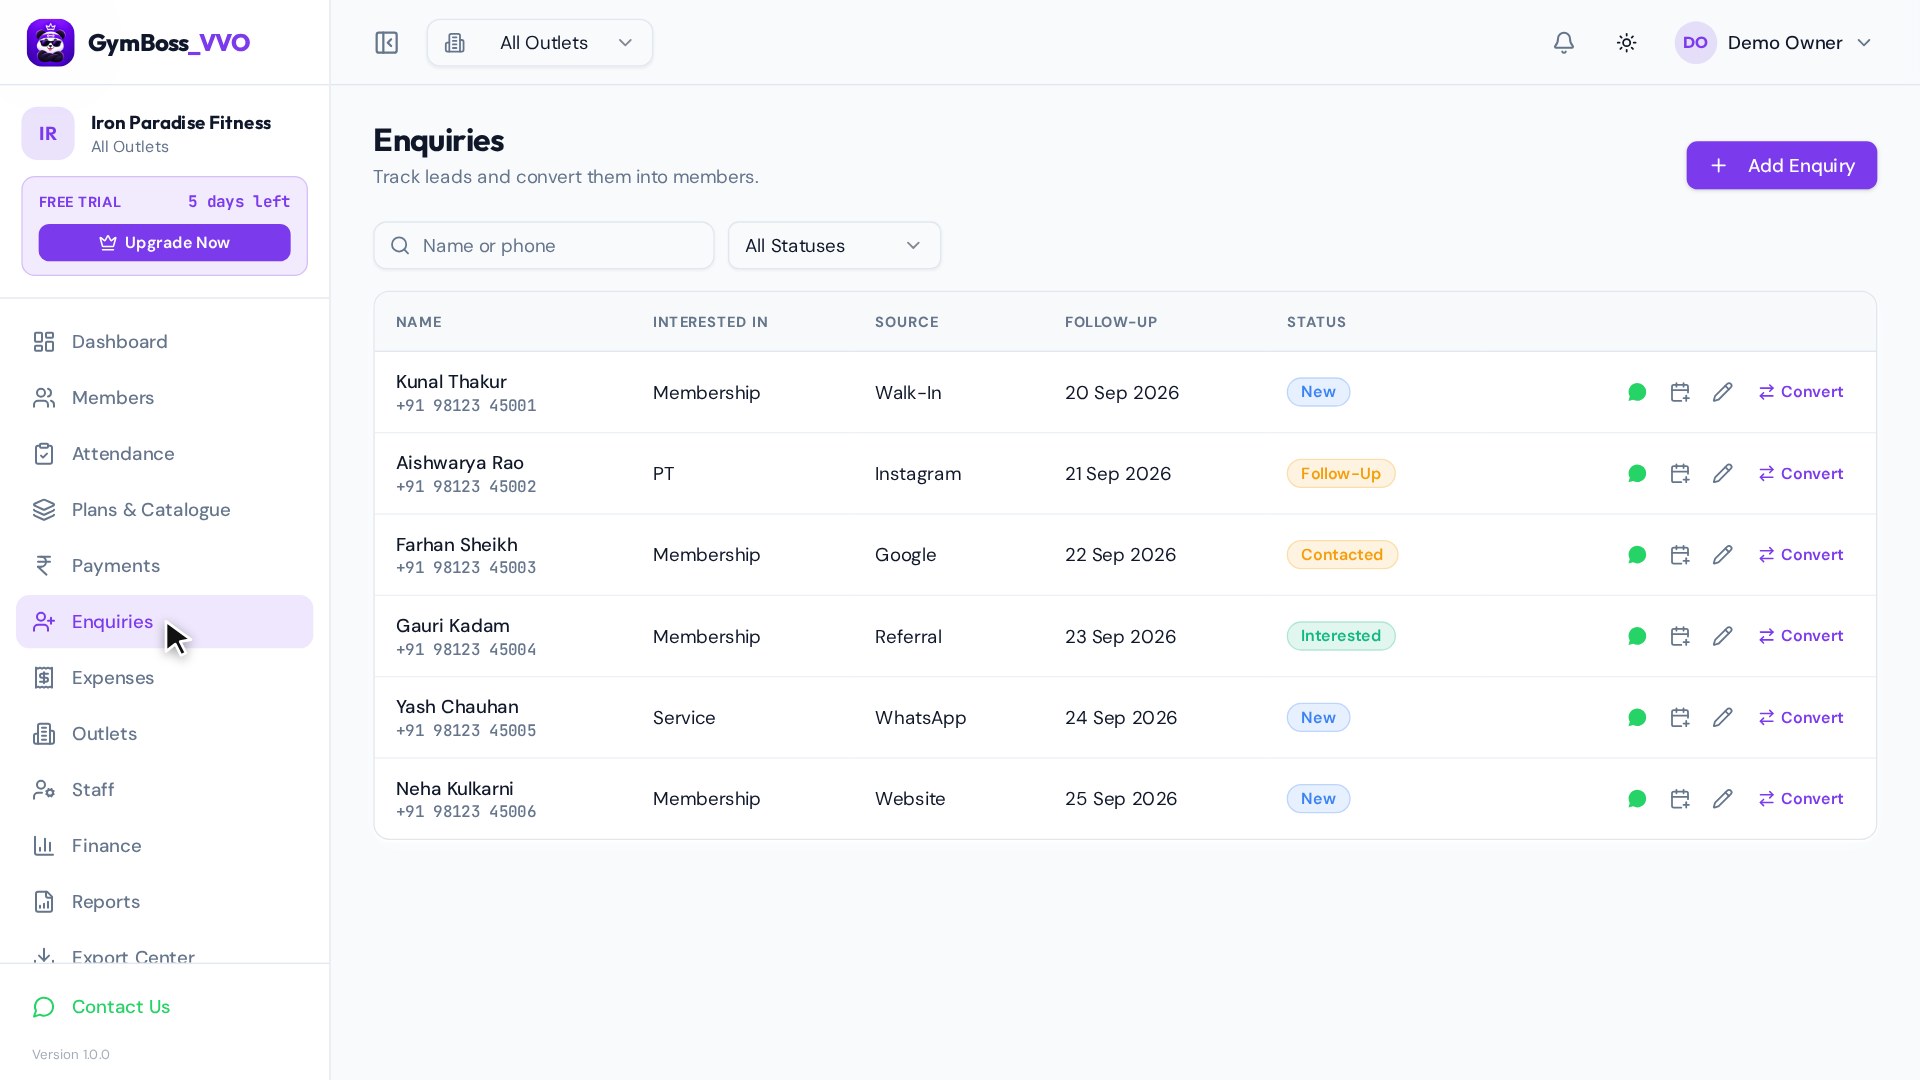 GymBoss_VVO
All Outlets
DO
Demo Owner
IR
Iron Paradise Fitness
All Outlets
FREE TRIAL
5 days left
Upgrade Now
Dashboard
Members
Attendance
Plans & Catalogue
Payments
Enquiries
Expenses
Outlets
Staff
Finance
Reports
Export Center
Contact Us
Version 1.0.0
Enquiries
Track leads and convert them into members.
Add Enquiry
Name or phone
All Statuses
NAME INTERESTED IN SOURCE FOLLOW-UP STATUS
Kunal Thakur
+91 98123 45001
Membership Walk-In 20 Sep 2026 New Convert
Aishwarya Rao
+91 98123 45002
PT Instagram 21 Sep 2026 Follow-Up Convert
Farhan Sheikh
+91 98123 45003
Membership Google 22 Sep 2026 Contacted Convert
Gauri Kadam
+91 98123 45004
Membership Referral 23 Sep 2026 Interested Convert
Yash Chauhan
+91 98123 45005
Service WhatsApp 24 Sep 2026 New Convert
Neha Kulkarni
+91 98123 45006
Membership Website 25 Sep 2026 New Convert